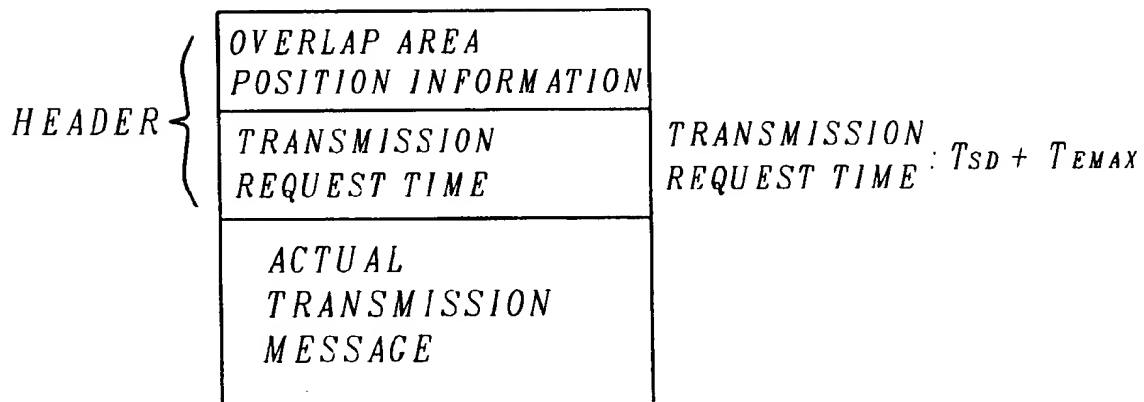 OVERLAP AREA
POSITION INFORMATION
HEADER
TRANSMISSION
REQUEST TIME
TRANSMISSION
REQUEST TIME : TSD + TEMAX
ACTUAL
TRANSMISSION
MESSAGE